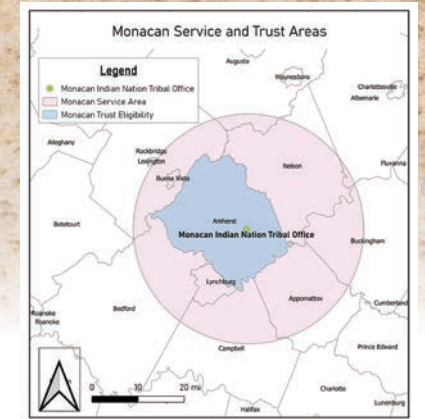 Monacan Service and Trust Areas
Legend
Monacan Indian Nation Tribal Office
Monacan Service Area
Monacan Trust Eligibility
Augusta
Waynesboro
Charlottesville
Albemarle
Alleghany
Rockbridge
Lexington
Buena Vista
Nelson
Fluvanna
Amherst
Monacan Indian Nation Tribal Office
Botetourt
Buckingham
Lynchburg
Appomattox
Bedford
Cumberland
Roanoke
Roanoke
Campbell
Prince Edward
Charlotte
Halifax
Lunenburg
0 10 20 mi